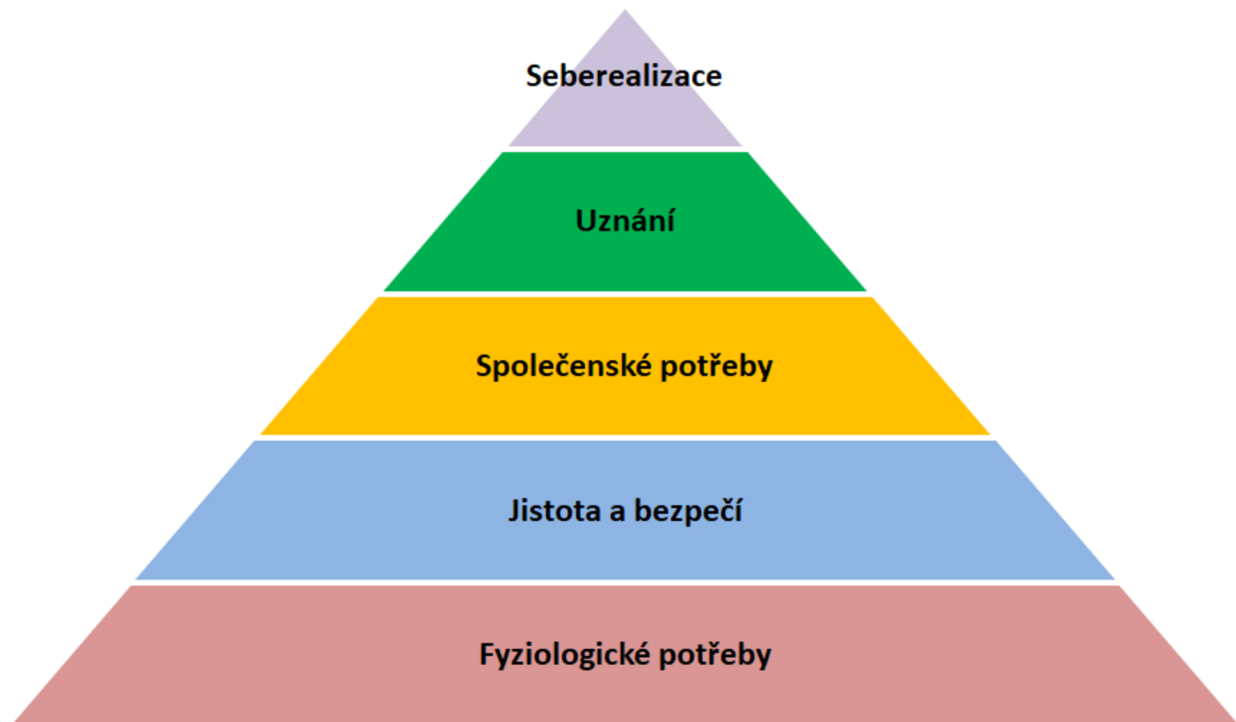 Seberealizace
Uznání
Společenské potřeby
Jistota a bezpečí
Fyziologické potřeby